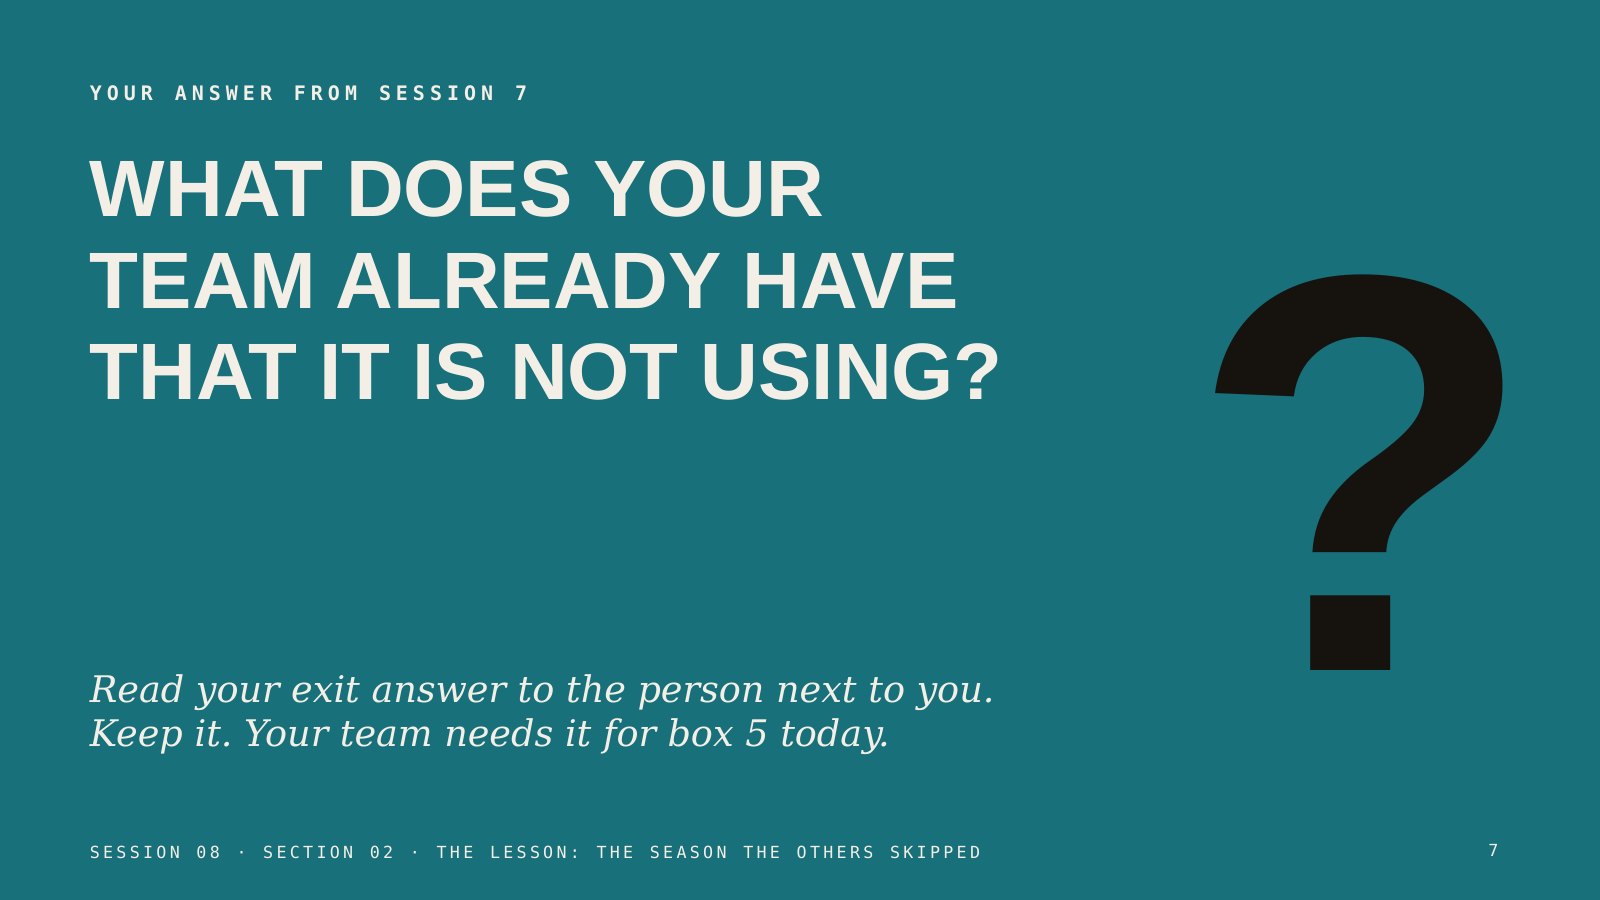 YOUR ANSWER FROM SESSION 7
WHAT DOES YOUR
TEAM ALREADY HAVE
THAT IT IS NOT USING?
?
Read your exit answer to the person next to you.
Keep it. Your team needs it for box 5 today.
SESSION 08 · SECTION 02 · THE LESSON: THE SEASON THE OTHERS SKIPPED
7